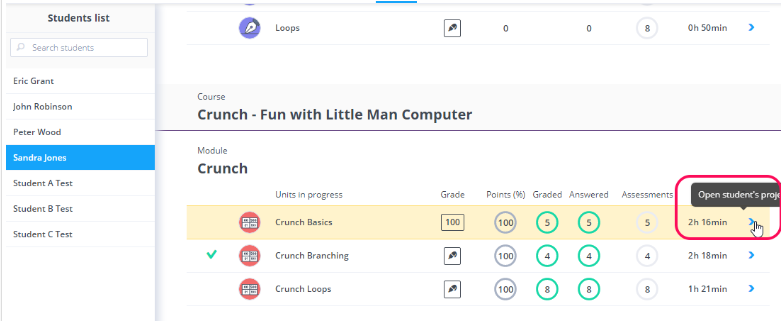 Students list
Search students
Eric Grant
John Robinson
Peter Wood
Sandra Jones
Student A Test
Student B Test
Student C Test
Loops 0 0 8 0h 50min
Course
Crunch - Fun with Little Man Computer
Module
Crunch
Units in progress Grade Points (%) Graded Answered Assessments
Open student's proje
Crunch Basics 100 100 5 5 5 2h 16min
Crunch Branching 100 4 4 4 2h 18min
Crunch Loops 100 8 8 8 1h 21min